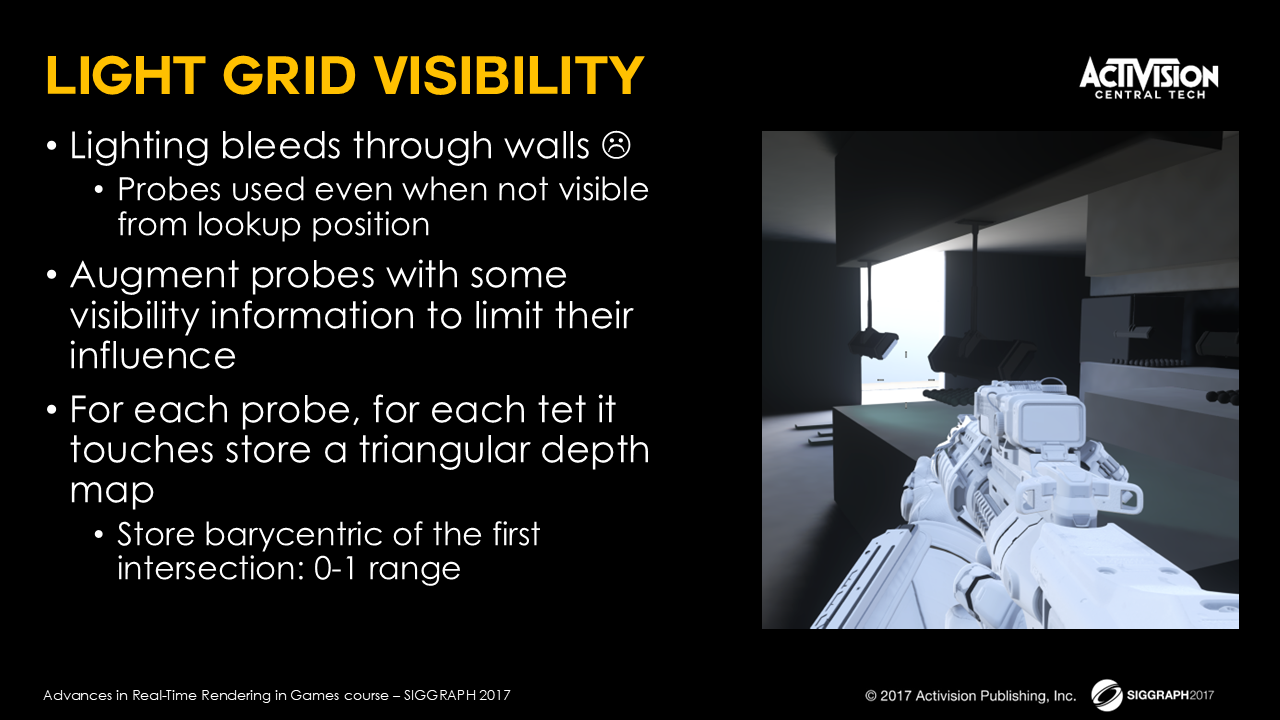 LIGHT GRID VISIBILITY
ACTIVISION
CENTRAL TECH
• Lighting bleeds through walls ☹
• Probes used even when not visible
from lookup position
• Augment probes with some
visibility information to limit their
influence
• For each probe, for each tet it
touches store a triangular depth
map
• Store barycentric of the first
intersection: 0-1 range
Advances in Real-Time Rendering in Games course – SIGGRAPH 2017
© 2017 Activision Publishing, Inc.
SIGGRAPH2017